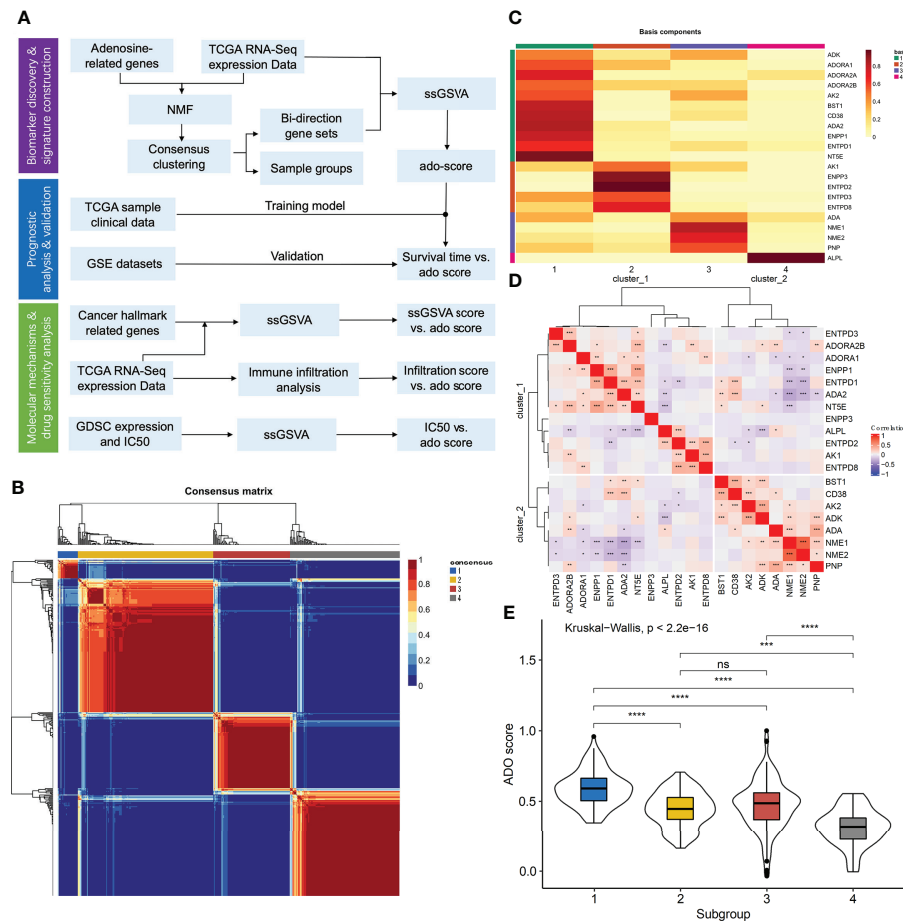 A
Biomarker discovery &
signature construction
Adenosine-
related genes
TCGA RNA-Seq
expression Data
NMF
Consensus
clustering
Bi-direction
gene sets
Sample groups
ssGSVA
ado-score
Prognostic
analysis & validation
TCGA sample
clinical data
Training model
GSE datasets
Validation
Survival time vs.
ado score
Molecular mechanisms &
drug sensitivity analysis
Cancer hallmark
related genes
ssGSVA
ssGSVA score
vs. ado score
TCGA RNA-Seq
expression Data
Immune infiltration
analysis
Infiltration score
vs. ado score
GDSC expression
and IC50
ssGSVA
IC50 vs.
ado score
B
Consensus matrix
1
0.8
0.6
0.4
0.2
0
consensus
1
2
3
4
C
Basis components
ADK
ADORA1
ADORA2A
ADORA2B
AK2
BST1
CD38
ADA2
ENPP1
ENTPD1
NT5E
AK1
ENPP3
ENTPD2
ENTPD3
ENTPD8
ADA
NME1
NME2
PNP
ALPL
1 2 3 4
0.8
0.6
0.4
0.2
0
bas
1
2
3
4
D
cluster_1 cluster_2
cluster_1
cluster_2
ENTPD3
ADORA2B
ADORA1
ENPP1
ENTPD1
ADA2
NT5E
ENPP3
ALPL
ENTPD2
AK1
ENTPD8
BST1
CD38
AK2
ADK
ADA
NME1
NME2
PNP
ENTPD3 ADORA2B ADORA1 ENPP1 ENTPD1 ADA2 NT5E ENPP3 ALPL ENTPD2 AK1 ENTPD8 BST1 CD38 AK2 ADK ADA NME1 NME2 PNP
Correlation
1
0.5
0
−0.5
−1
E
Kruskal−Wallis, p < 2.2e−16
****
***
ns
****
****
****
ADO score
1.5
1.0
0.5
0.0
1 2 3 4
Subgroup